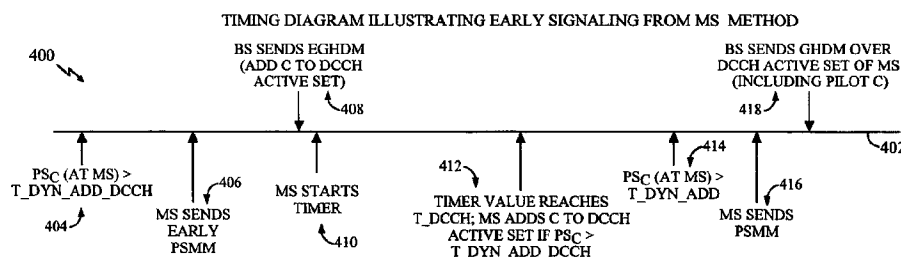 TIMING DIAGRAM ILLUSTRATING EARLY SIGNALING FROM MS METHOD
400
BS SENDS EGHDM
(ADD C TO DCCH
ACTIVE SET)
408
BS SENDS GHDM OVER
DCCH ACTIVE SET OF MS
(INCLUDING PILOT C)
418
402
PSC (AT MS) >
T_DYN_ADD_DCCH
404
406
MS SENDS
EARLY
PSMM
MS STARTS
TIMER
410
412
TIMER VALUE REACHES
T_DCCH; MS ADDS C TO DCCH
ACTIVE SET IF PSC >
T_DYN_ADD_DCCH
414
PSC (AT MS) >
T_DYN_ADD
416
MS SENDS
PSMM